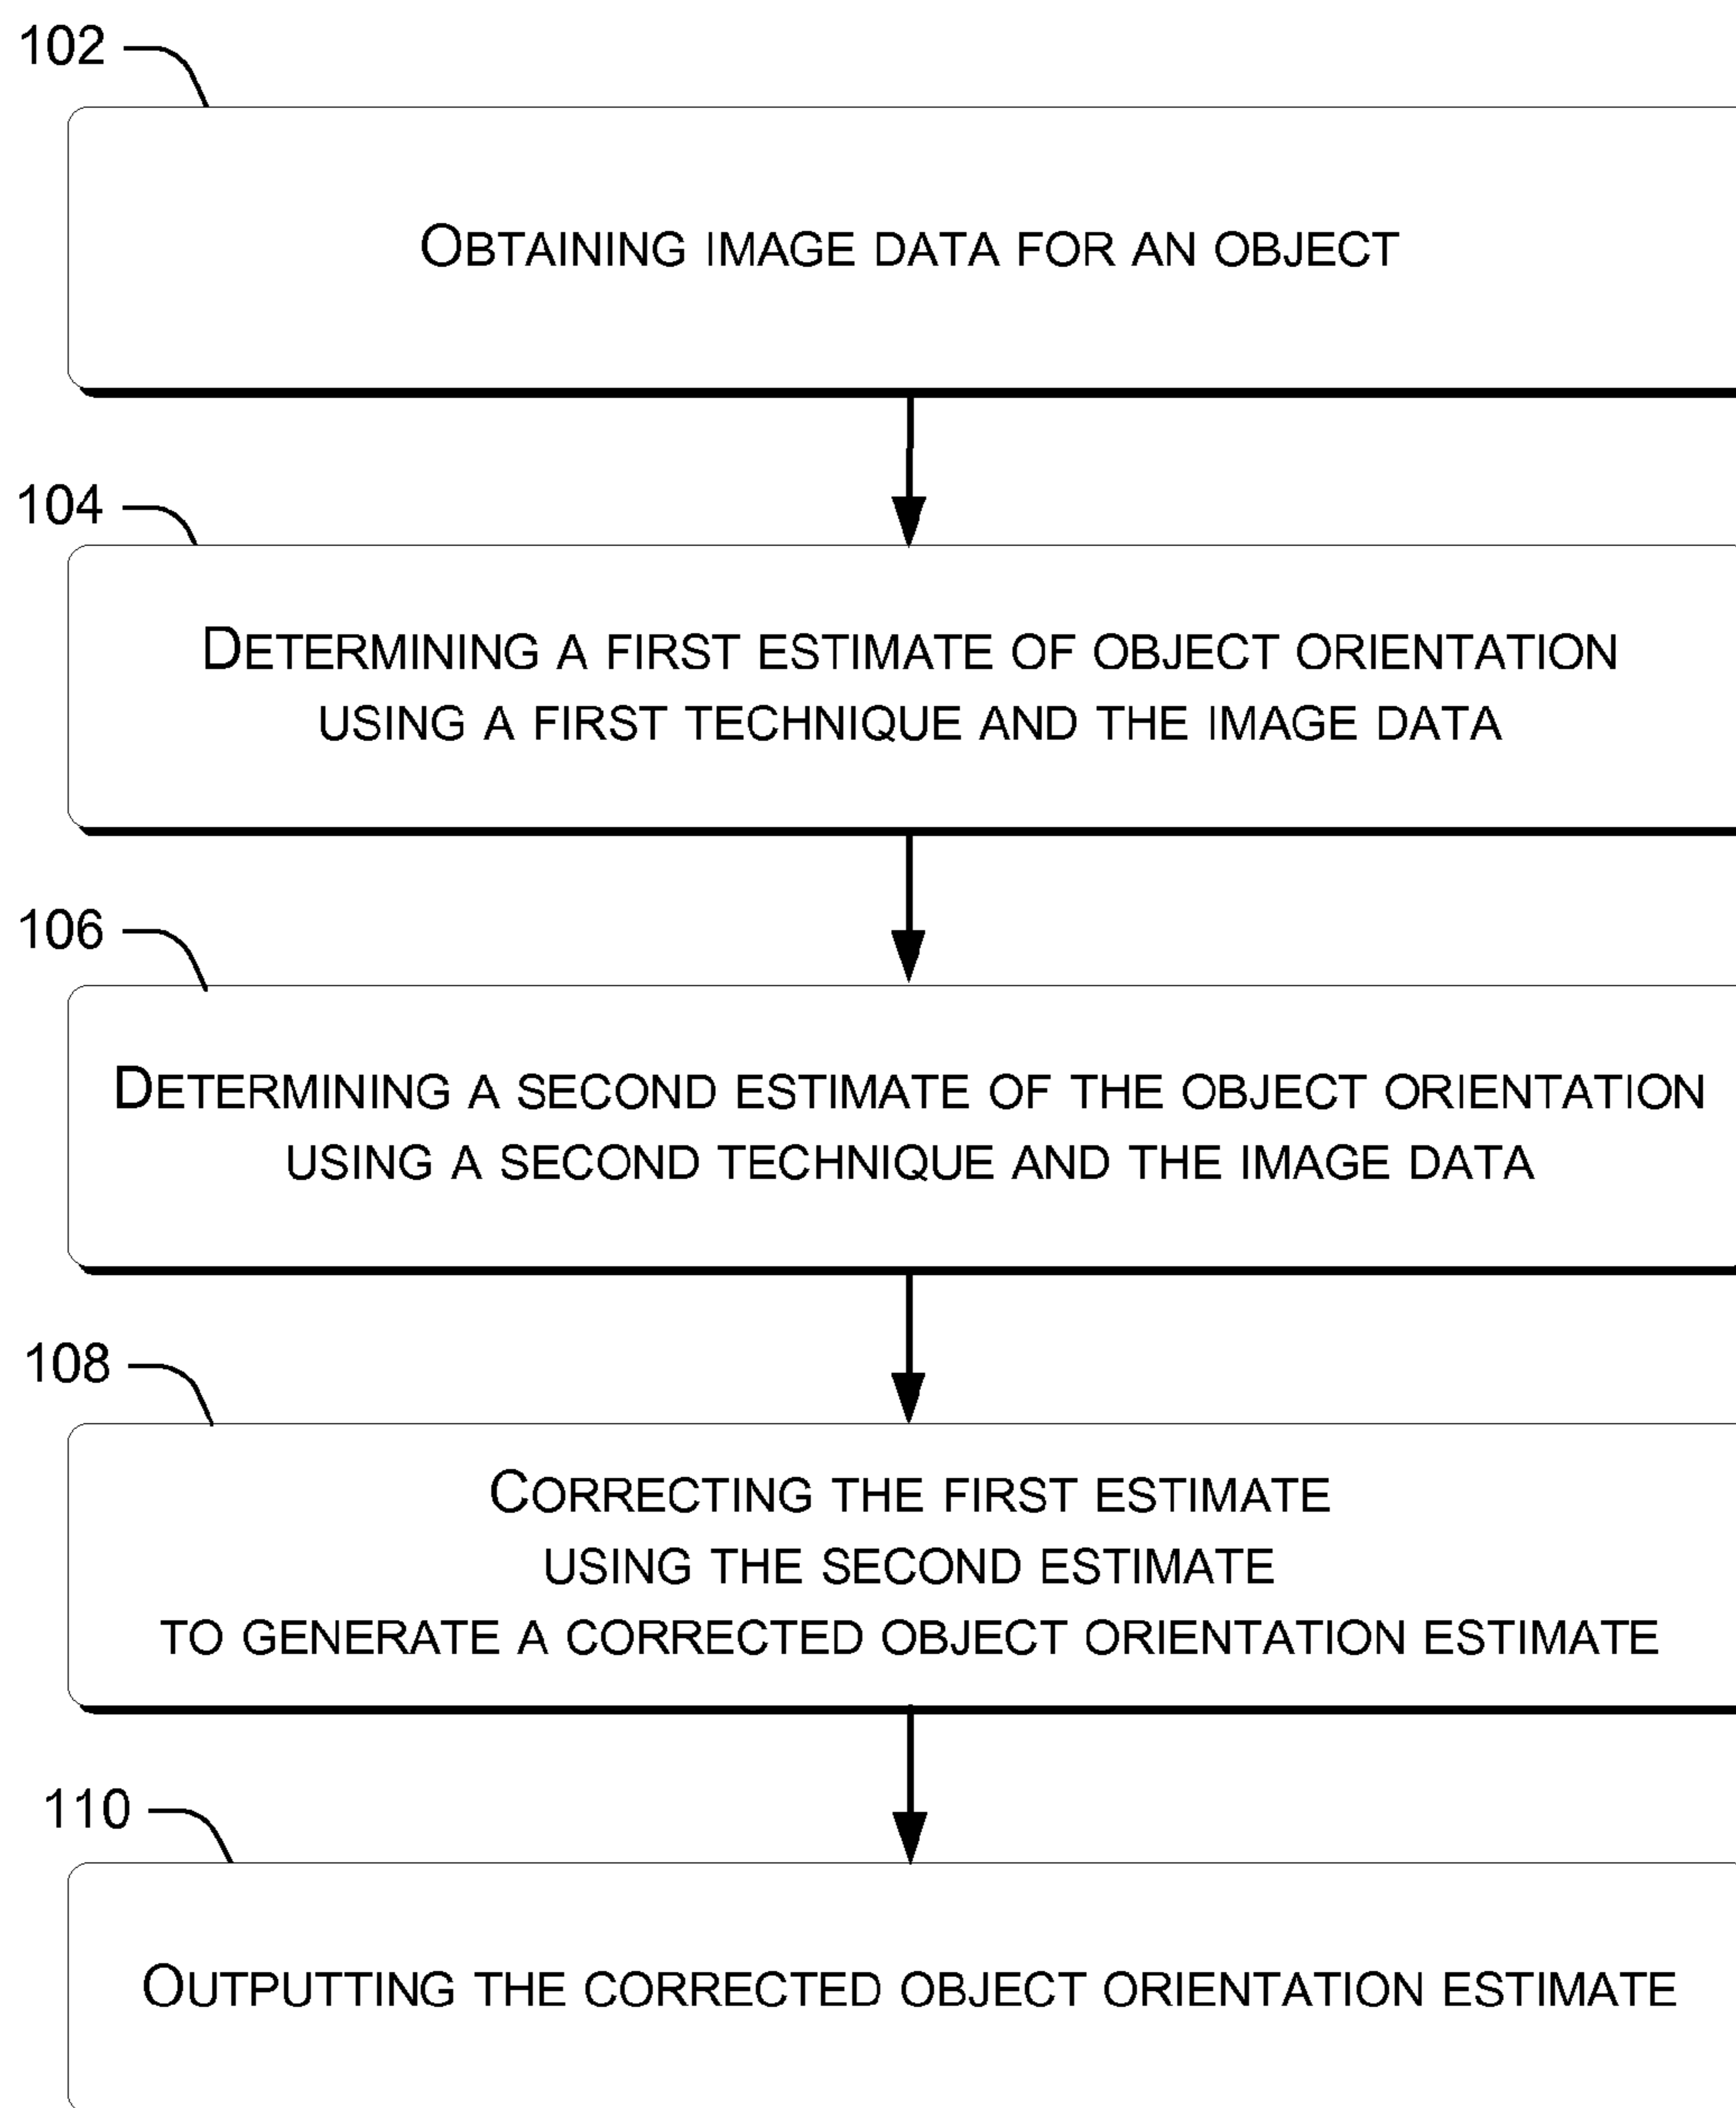 102
OBTAINING IMAGE DATA FOR AN OBJECT
104
DETERMINING A FIRST ESTIMATE OF OBJECT ORIENTATION
USING A FIRST TECHNIQUE AND THE IMAGE DATA
106
DETERMINING A SECOND ESTIMATE OF THE OBJECT ORIENTATION
USING A SECOND TECHNIQUE AND THE IMAGE DATA
108
CORRECTING THE FIRST ESTIMATE
USING THE SECOND ESTIMATE
TO GENERATE A CORRECTED OBJECT ORIENTATION ESTIMATE
110
OUTPUTTING THE CORRECTED OBJECT ORIENTATION ESTIMATE